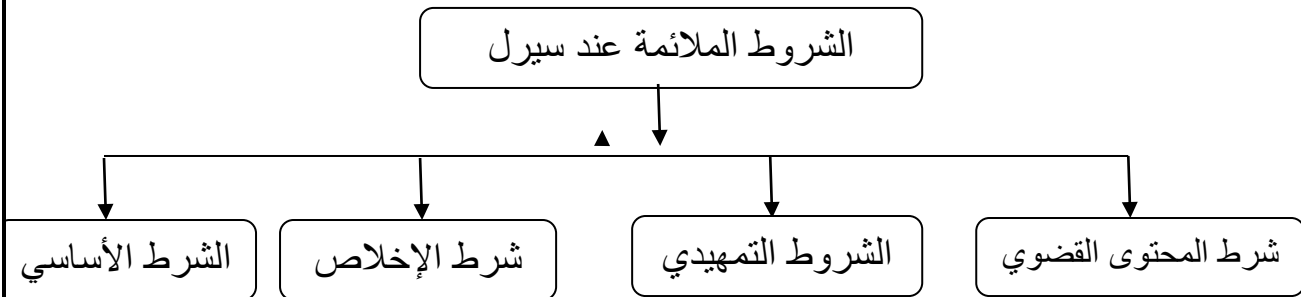 الشروط الملائمة عند سيرل
شرط المحتوى القضوي
الشروط التمهيدي
شرط الإخلاص
الشرط الأساسي